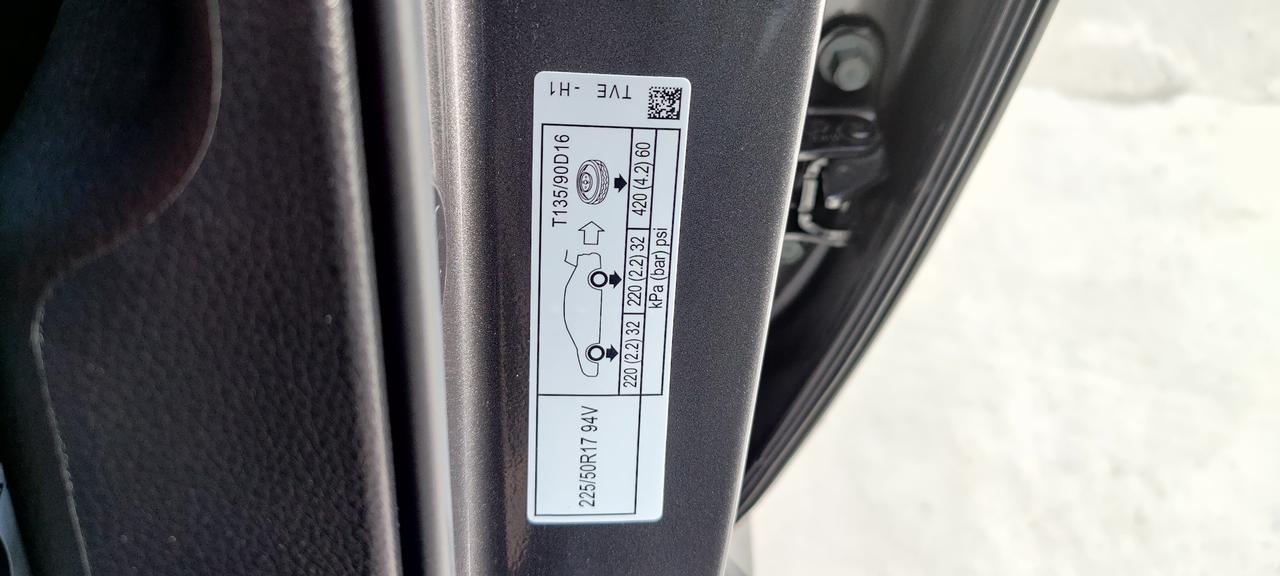 TVE -H1
T135/90D16
225/50R17 94V
220 (2.2) 32
220 (2.2) 32
420 (4.2) 60
kPa (bar) psi